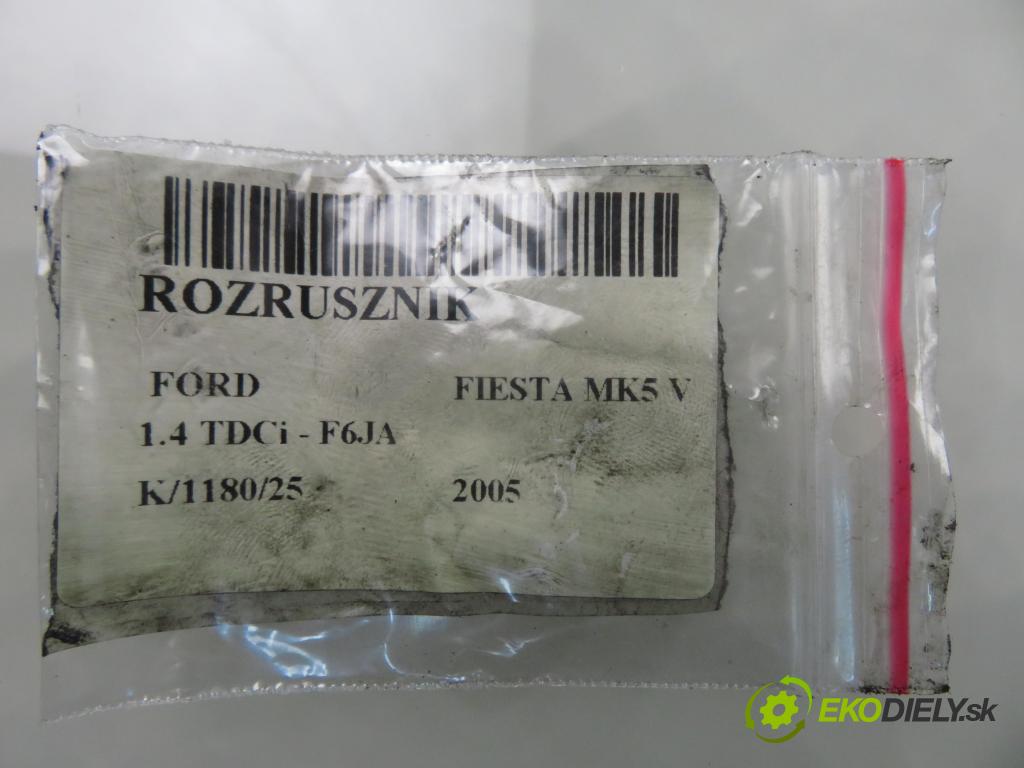 ROZRUSZNIK
FORD FIESTA MK5 V
1.4 TDCi - F6JA
K/1180/25 2005
EKODIELY.sk